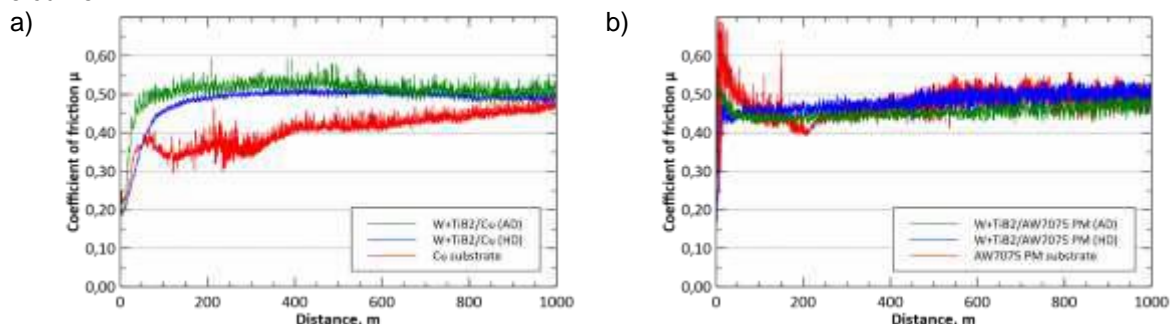 a)
0,60
0,50
0,40
0,30
0,20
0,10
0,00
Coefficient of friction μ
W+TiB2/Cu (AD)
W+TiB2/Cu (HD)
Cu substrate
0 200 400 600 800 1000
Distance, m
b)
0,60
0,50
0,40
0,30
0,20
0,10
0,00
Coefficient of friction μ
W+TiB2/AW7075 PM (AD)
W+TiB2/AW7075 PM (HD)
AW7075 PM substrate
0 200 400 600 800 1000
Distance, m